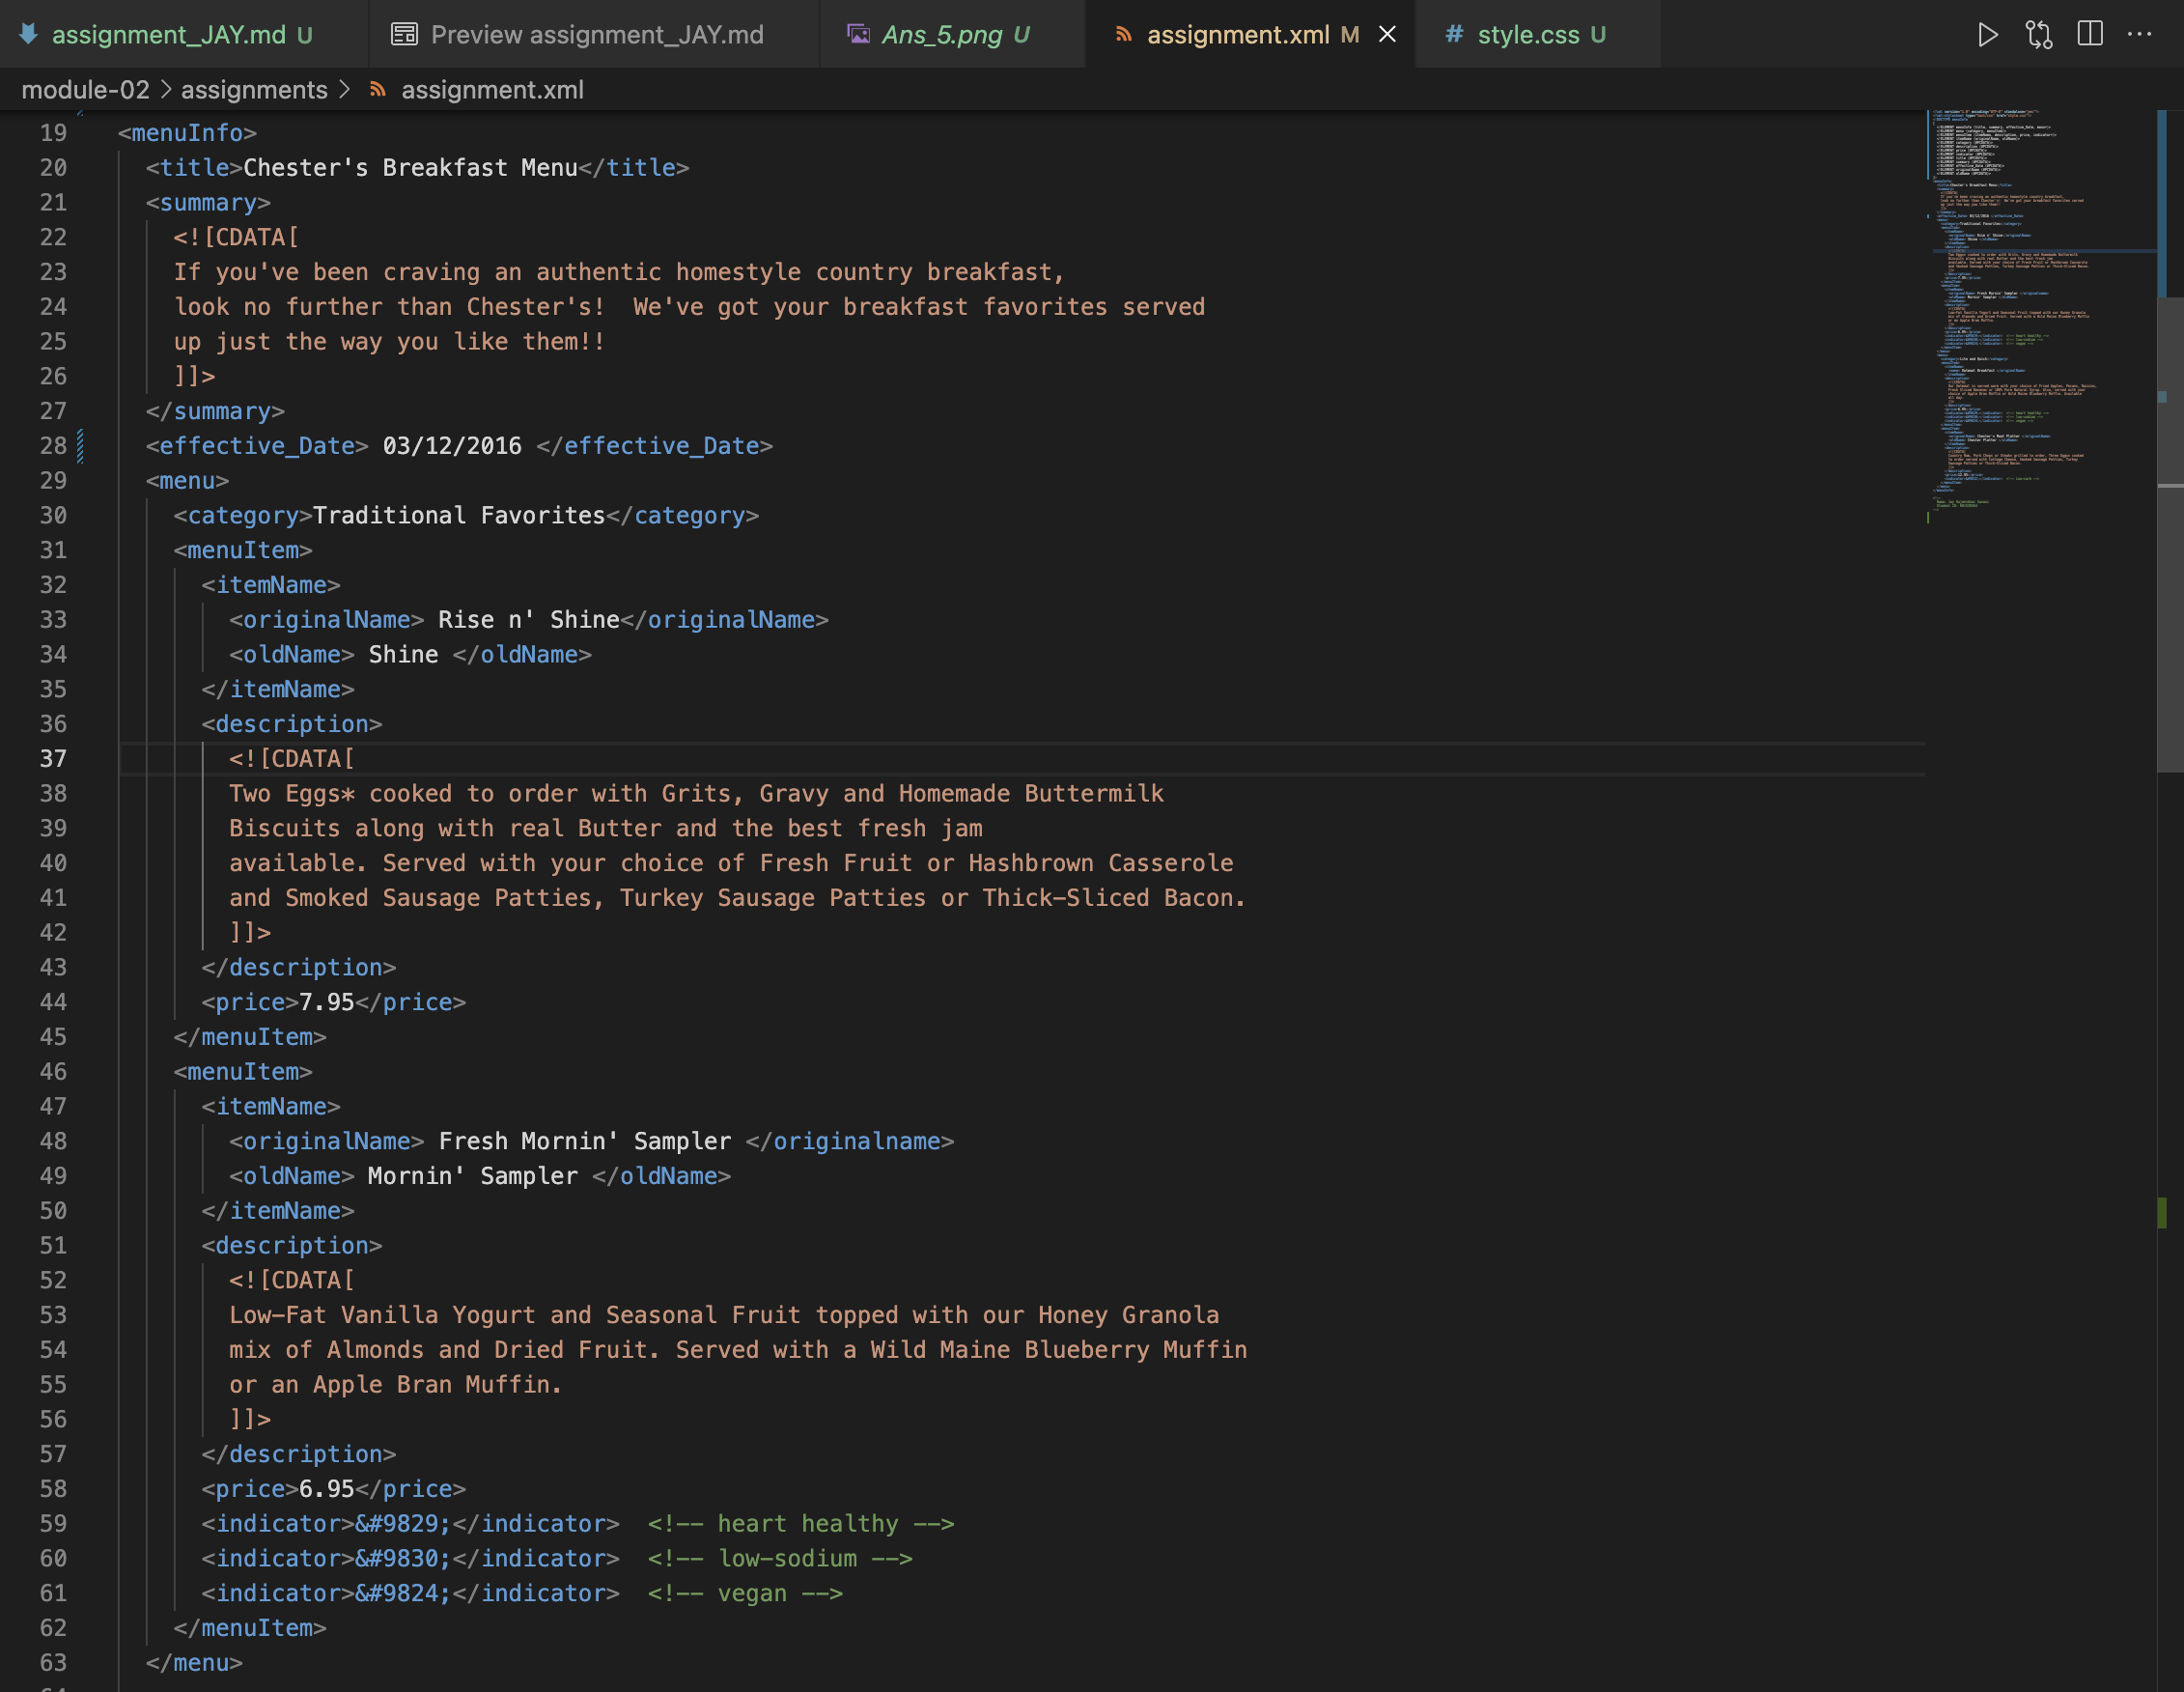 assignment_JAY.md U
Preview assignment_JAY.md
Ans_5.png U
assignment.xml M
# style.css U
module-02 > assignments > assignment.xml
19 <menuInfo>
20 <title>Chester's Breakfast Menu</title>
21 <summary>
22 <![CDATA[
23 If you've been craving an authentic homestyle country breakfast,
24 look no further than Chester's!  We've got your breakfast favorites served
25 up just the way you like them!!
26 ]]>
27 </summary>
28 <effective_Date> 03/12/2016 </effective_Date>
29 <menu>
30 <category>Traditional Favorites</category>
31 <menuItem>
32 <itemName>
33 <originalName> Rise n' Shine</originalName>
34 <oldName> Shine </oldName>
35 </itemName>
36 <description>
37 <![CDATA[
38 Two Eggs* cooked to order with Grits, Gravy and Homemade Buttermilk
39 Biscuits along with real Butter and the best fresh jam
40 available. Served with your choice of Fresh Fruit or Hashbrown Casserole
41 and Smoked Sausage Patties, Turkey Sausage Patties or Thick-Sliced Bacon.
42 ]]>
43 </description>
44 <price>7.95</price>
45 </menuItem>
46 <menuItem>
47 <itemName>
48 <originalName> Fresh Mornin' Sampler </originalname>
49 <oldName> Mornin' Sampler </oldName>
50 </itemName>
51 <description>
52 <![CDATA[
53 Low-Fat Vanilla Yogurt and Seasonal Fruit topped with our Honey Granola
54 mix of Almonds and Dried Fruit. Served with a Wild Maine Blueberry Muffin
55 or an Apple Bran Muffin.
56 ]]>
57 </description>
58 <price>6.95</price>
59 <indicator>&#9829;</indicator>  <!-- heart healthy -->
60 <indicator>&#9830;</indicator>  <!-- low-sodium -->
61 <indicator>&#9824;</indicator>  <!-- vegan -->
62 </menuItem>
63 </menu>